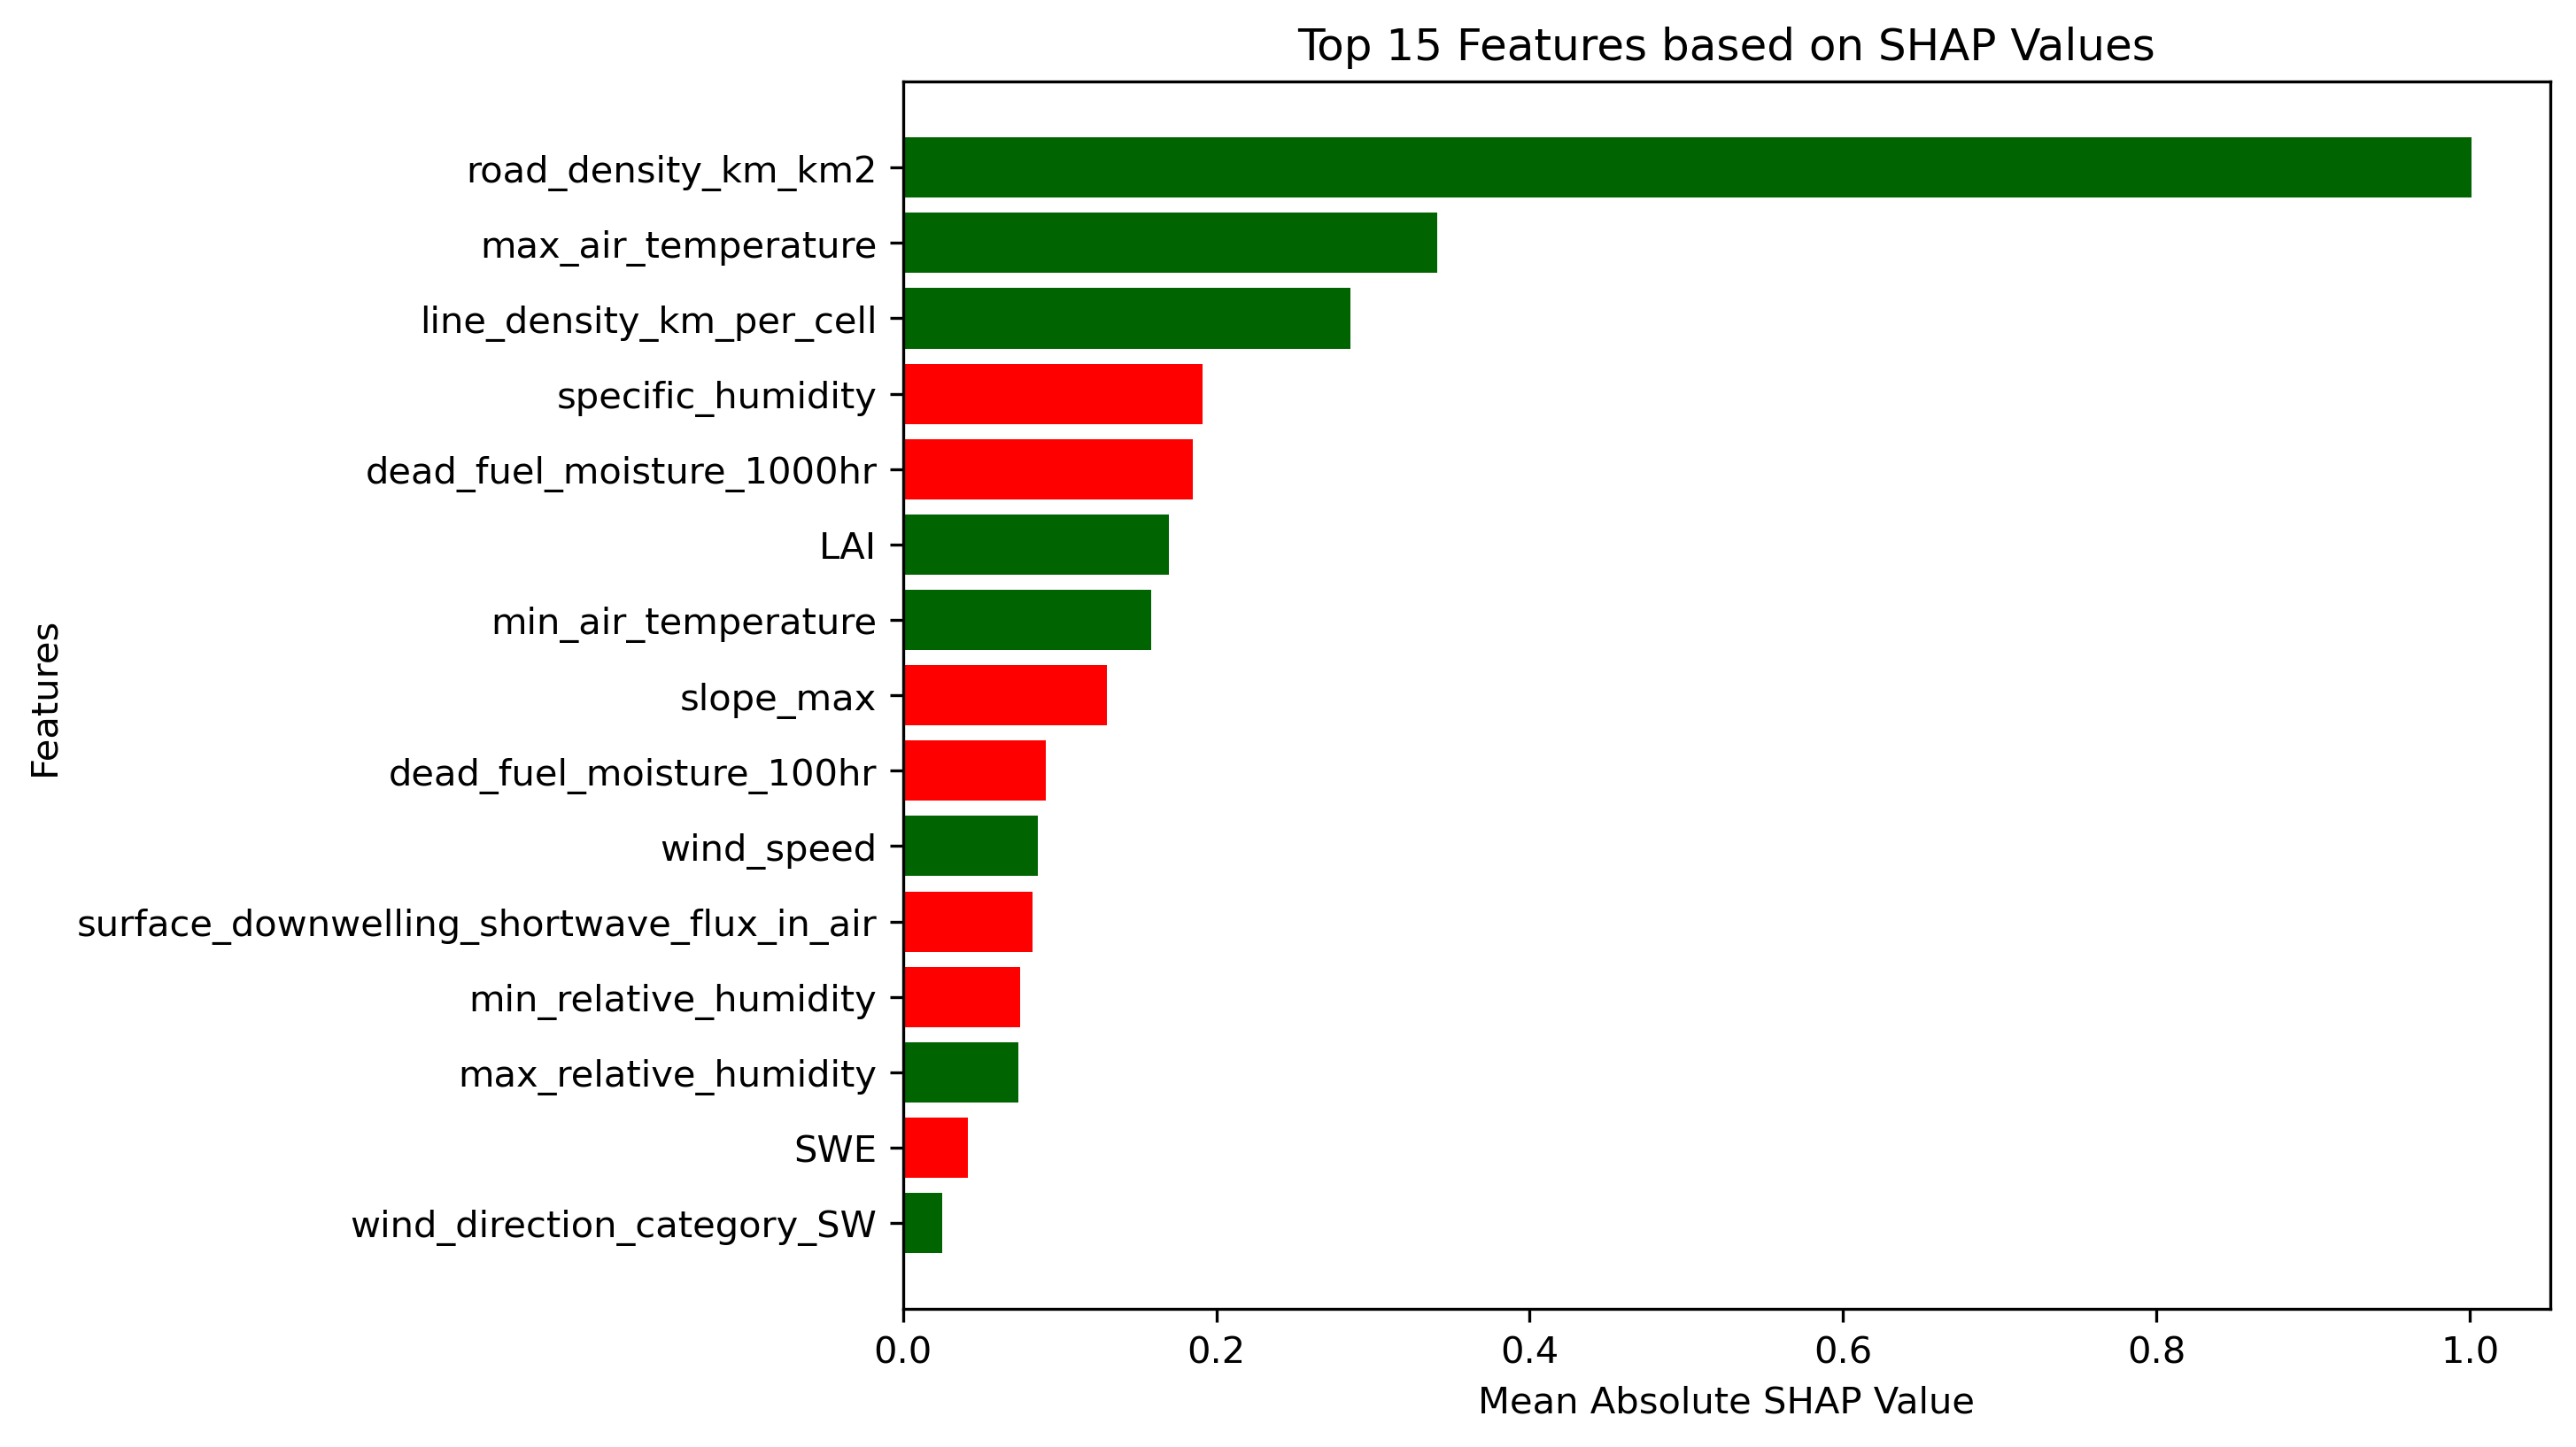 Top 15 Features based on SHAP Values
Features
road_density_km_km2
max_air_temperature
line_density_km_per_cell
specific_humidity
dead_fuel_moisture_1000hr
LAI
min_air_temperature
slope_max
dead_fuel_moisture_100hr
wind_speed
surface_downwelling_shortwave_flux_in_air
min_relative_humidity
max_relative_humidity
SWE
wind_direction_category_SW
0.0 0.2 0.4 0.6 0.8 1.0
Mean Absolute SHAP Value